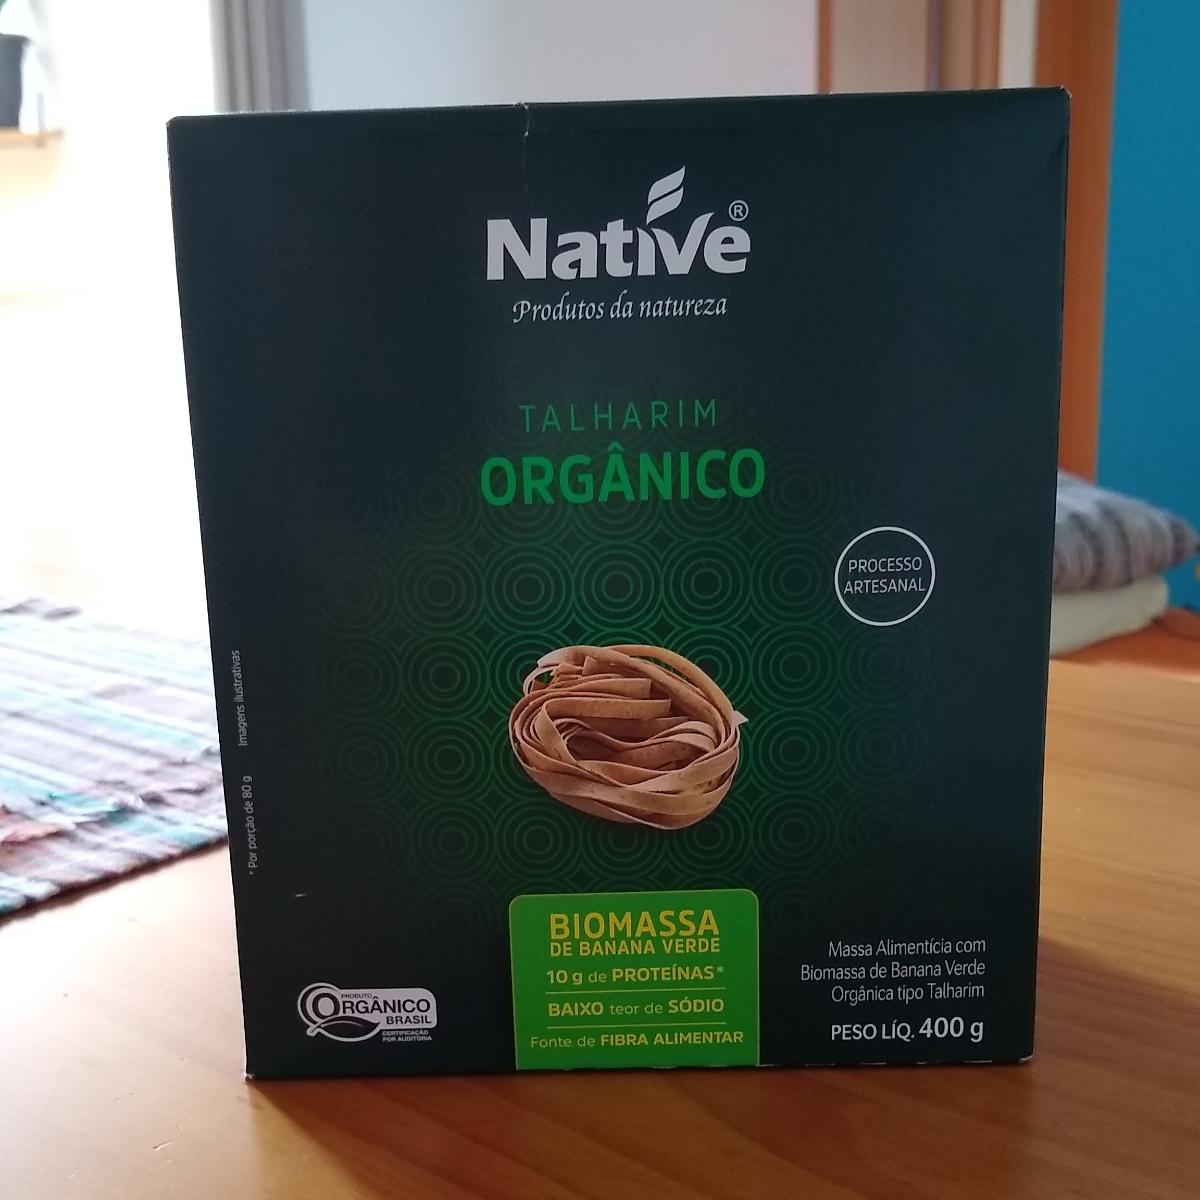 Native®
Produtos da natureza
TALHARIM
ORGÂNICO
PROCESSO
ARTESANAL
* Por porção de 80 g Imagens ilustrativas
BIOMASSA
DE BANANA VERDE
10 g de PROTEÍNAS*
BAIXO teor de SÓDIO
Fonte de FIBRA ALIMENTAR
PRODUTO
ORGÂNICO
BRASIL
CERTIFICAÇÃO
POR AUDITORIA
Massa Alimentícia com
Biomassa de Banana Verde
Orgânica tipo Talharim
PESO LÍQ. 400 g